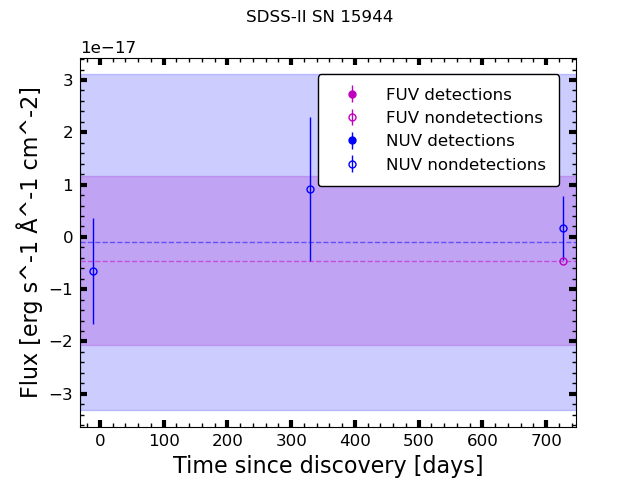 SDSS-II SN 15944
1e−17
FUV detections
FUV nondetections
NUV detections
NUV nondetections
3
2
1
0
−1
−2
−3
Flux [erg s^-1 Å^-1 cm^-2]
0 100 200 300 400 500 600 700
Time since discovery [days]